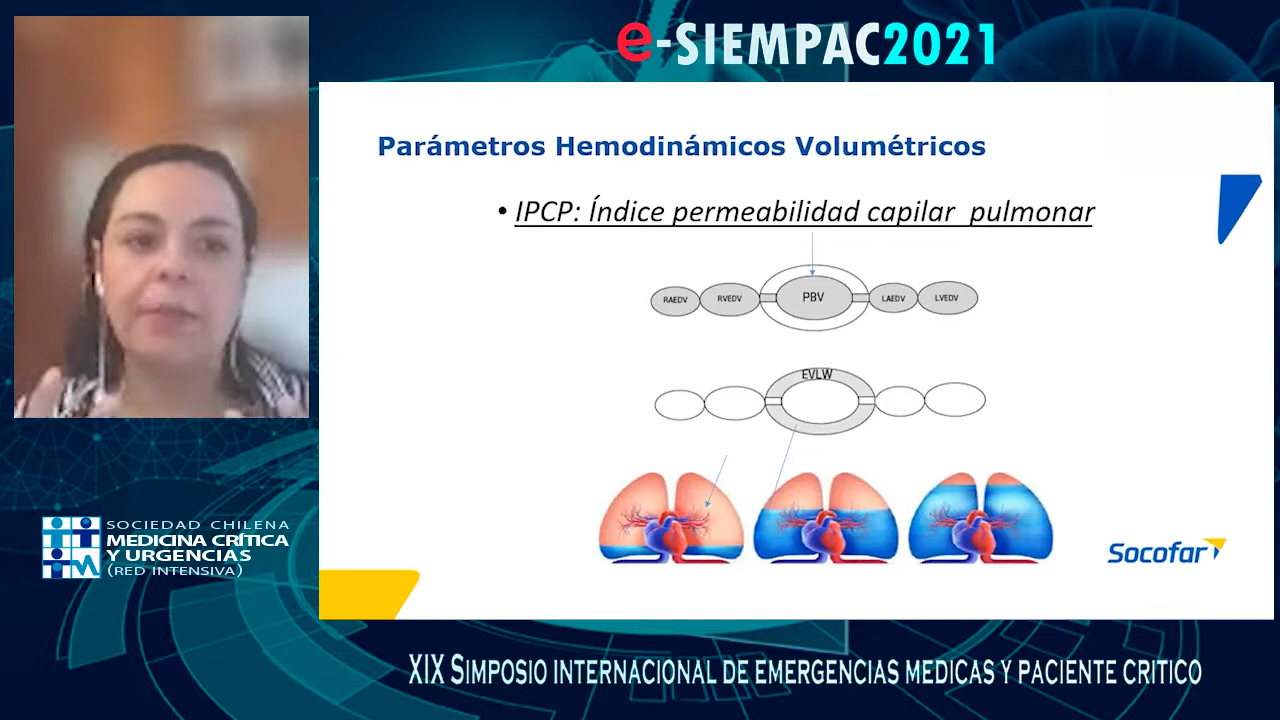 e-SIEMPAC2021
Parámetros Hemodinámicos Volumétricos
• IPCP: Índice permeabilidad capilar pulmonar
RAEDV RVEDV PBV LAEDV LVEDV
EVLW
Socofar
SOCIEDAD CHILENA
MEDICINA CRÍTICA
Y URGENCIAS
(RED INTENSIVA)
XIX SIMPOSIO INTERNACIONAL DE EMERGENCIAS MEDICAS Y PACIENTE CRITICO